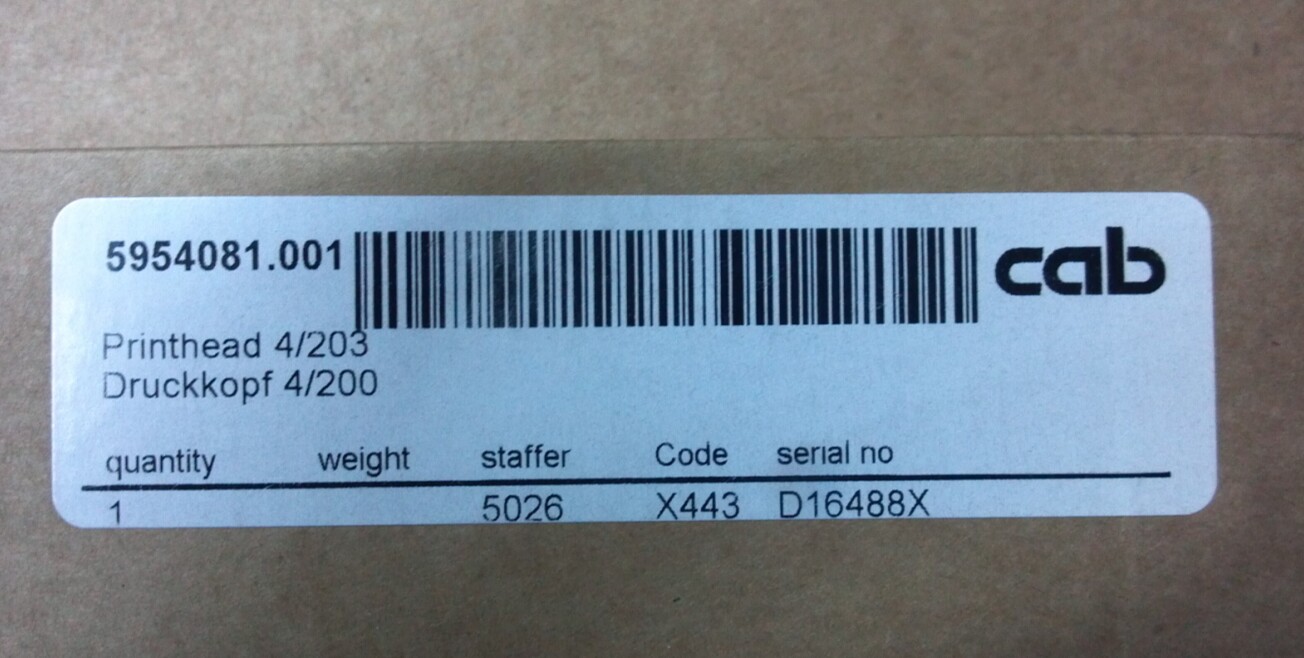 5954081.001 cab
Printhead 4/203
Druckkopf 4/200
quantity weight staffer Code serial no
1 5026 X443 D16488X